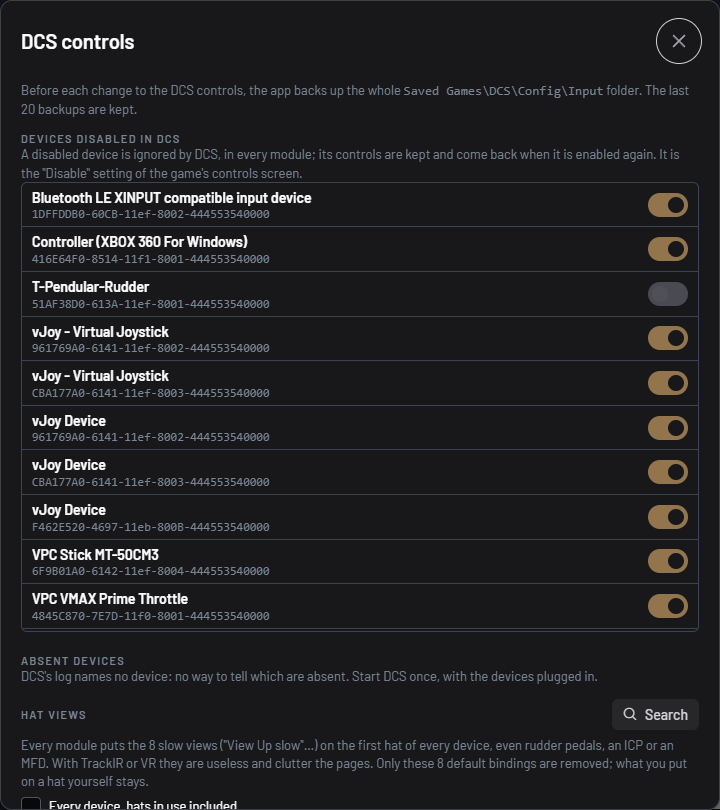 DCS controls
Before each change to the DCS controls, the app backs up the whole Saved Games\DCS\Config\Input folder. The last
20 backups are kept.
DEVICES DISABLED IN DCS
A disabled device is ignored by DCS, in every module; its controls are kept and come back when it is enabled again. It is
the "Disable" setting of the game's controls screen.
Bluetooth LE XINPUT compatible input device
1DFFDDB0-60CB-11ef-8002-444553540000
Controller (XBOX 360 For Windows)
416E64F0-8514-11f1-8001-444553540000
T-Pendular-Rudder
51AF38D0-613A-11ef-8001-444553540000
vJoy - Virtual Joystick
961769A0-6141-11ef-8002-444553540000
vJoy - Virtual Joystick
CBA177A0-6141-11ef-8003-444553540000
vJoy Device
961769A0-6141-11ef-8002-444553540000
vJoy Device
CBA177A0-6141-11ef-8003-444553540000
vJoy Device
F462E520-4697-11eb-800B-444553540000
VPC Stick MT-50CM3
6F9B01A0-6142-11ef-8004-444553540000
VPC VMAX Prime Throttle
4845C870-7E7D-11f0-8001-444553540000
ABSENT DEVICES
DCS's log names no device: no way to tell which are absent. Start DCS once, with the devices plugged in.
HAT VIEWS
Search
Every module puts the 8 slow views ("View Up slow"...) on the first hat of every device, even rudder pedals, an ICP or an
MFD. With TrackIR or VR they are useless and clutter the pages. Only these 8 default bindings are removed; what you put
on a hat yourself stays.
Every device, hats in use included